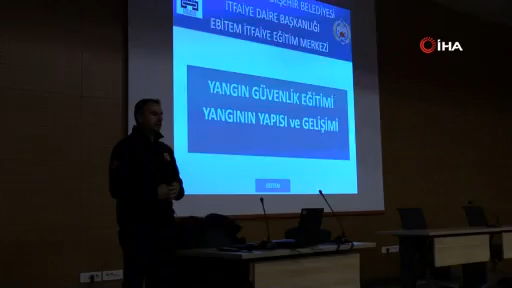 ŞEHİR BELEDİYESİ
İTFAİYE DAİRE BAŞKANLIĞI
EBİTEM İTFAİYE EĞİTİM MERKEZİ
İHA
YANGIN GÜVENLİK EĞİTİMİ
YANGININ YAPISI ve GELİŞİMİ